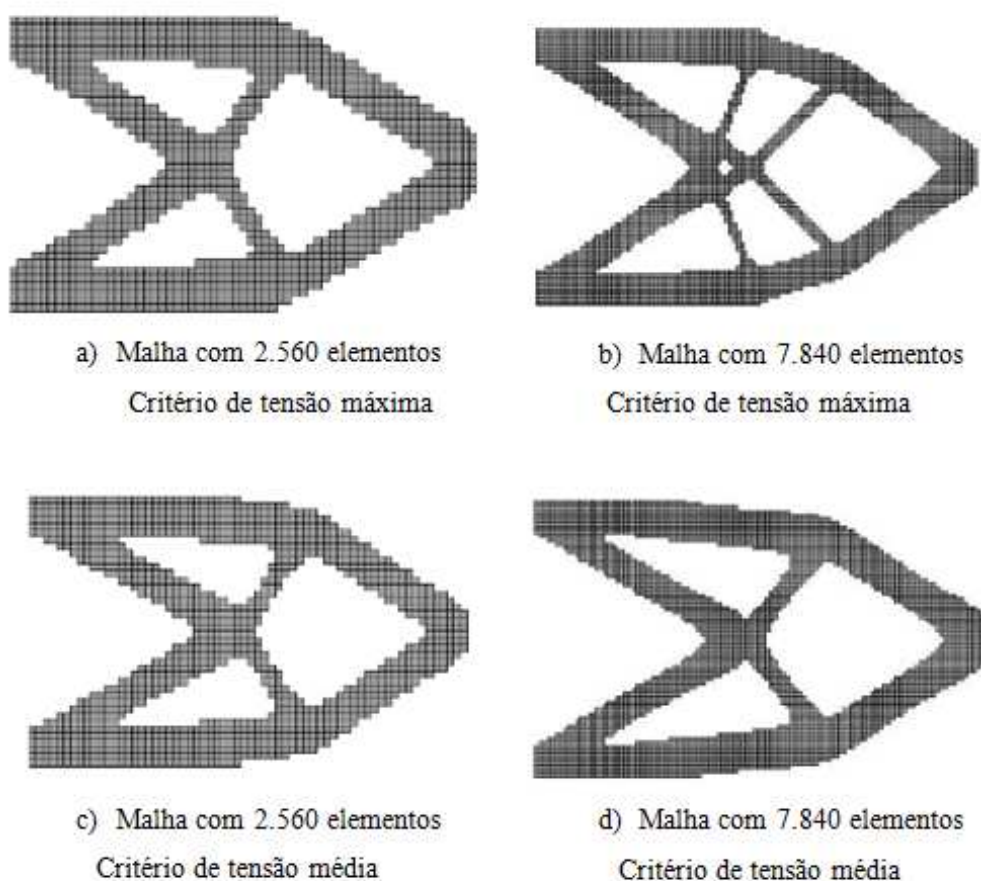 a) Malha com 2.560 elementos
Critério de tensão máxima
b) Malha com 7.840 elementos
Critério de tensão máxima
c) Malha com 2.560 elementos
Critério de tensão média
d) Malha com 7.840 elementos
Critério de tensão média